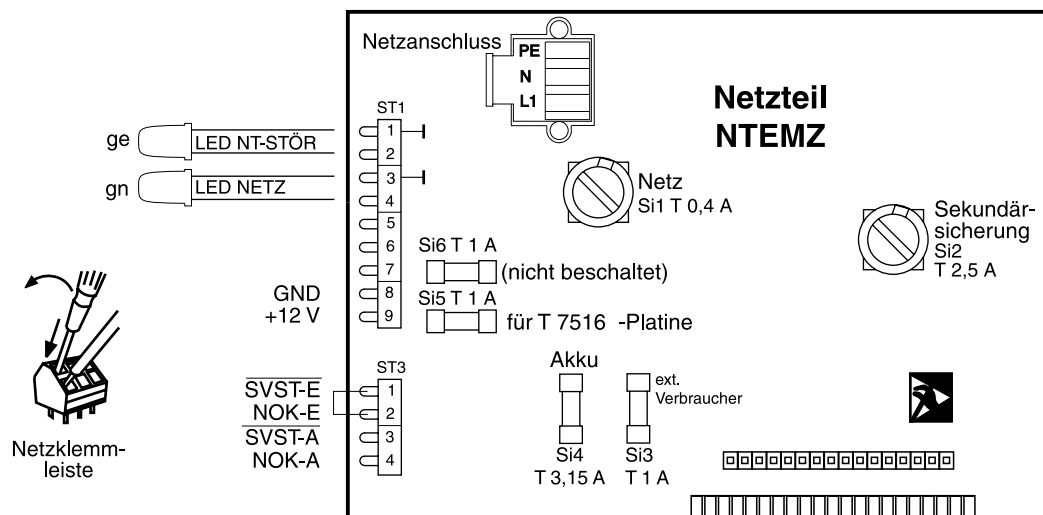 Netzanschluss
PE
N
L1
Netzteil
NTEMZ
ST1
ge
LED NT-STÖR
gn
LED NETZ
1
2
3
4
5
6
7
8
9
Netz
Si1 T 0,4 A
Sekundär-
sicherung
Si2
T 2,5 A
Si6 T 1 A
(nicht beschaltet)
GND
+12 V
Si5 T 1 A
für T 7516 -Platine
ST3
SVST-E
NOK-E
SVST-A
NOK-A
1
2
3
4
Akku
Si4
T 3,15 A
ext.
Verbraucher
Si3
T 1 A
Netzklemm-
leiste